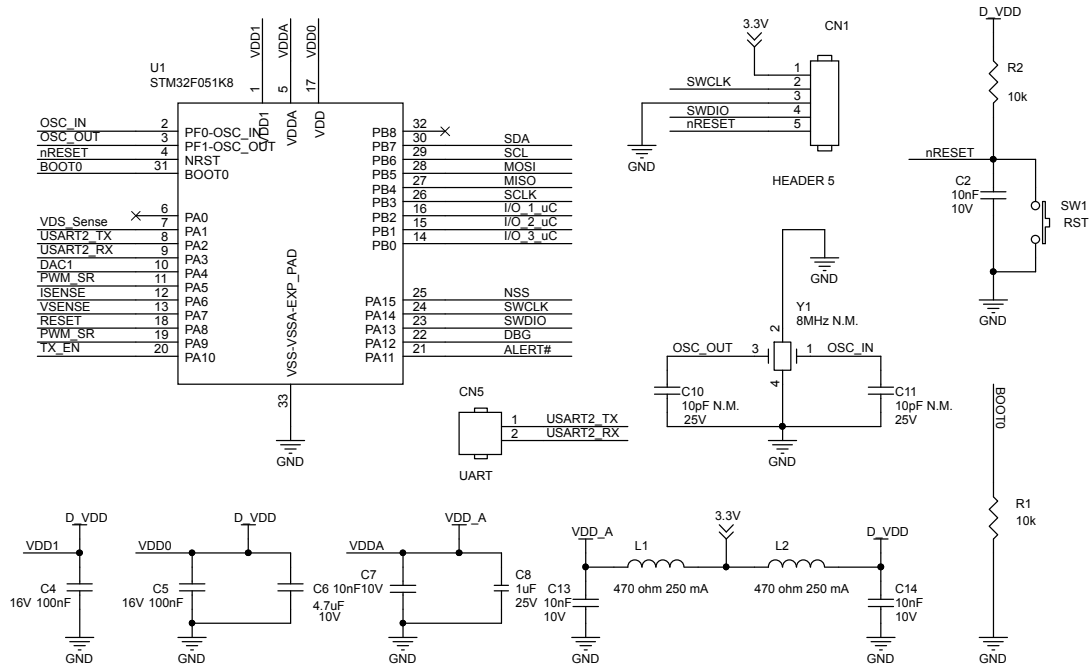 U1
STM32F051K8
VDD1
VDDA
VDD0
1
5
17
VDD1
VDDA
VDD
OSC_IN 2 PF0-OSC_IN
OSC_OUT 3 PF1-OSC_OUT
nRESET 4 NRST
BOOT0 31 BOOT0
6 PA0
VDS_Sense 7 PA1
USART2_TX 8 PA2
USART2_RX 9 PA3
DAC1 10 PA4
PWM_SR 11 PA5
ISENSE 12 PA6
VSENSE 13 PA7
RESET 18 PA8
PWM_SR 19 PA9
TX_EN 20 PA10
VSS-VSSA-EXP_PAD
33
GND
PB8 32
PB7 30 SDA
PB6 29 SCL
PB5 28 MOSI
PB4 27 MISO
PB3 26 SCLK
PB2 16 I/O_1_uC
PB1 15 I/O_2_uC
PB0 14 I/O_3_uC
PA15 25 NSS
PA14 24 SWCLK
PA13 23 SWDIO
PA12 22 DBG
PA11 21 ALERT#
CN5
1 USART2_TX
2 USART2_RX
UART
3.3V
CN1
1
SWCLK 2
3
SWDIO 4
nRESET 5
GND
HEADER 5
GND
Y1
8MHz N.M.
2
OSC_OUT 3
1 OSC_IN
4
C10
10pF N.M.
25V
C11
10pF N.M.
25V
GND
D_VDD
R2
10k
nRESET
C2
10nF
10V
SW1
RST
GND
BOOT0
R1
10k
GND
D_VDD
VDD1
C4
16V 100nF
GND
D_VDD
VDD0
C5
16V 100nF
C6
4.7uF
10V
GND
VDD_A
VDDA
C7
10nF10V
C8
1uF
25V
GND
VDD_A
L1
470 ohm 250 mA
3.3V
L2
470 ohm 250 mA
D_VDD
C13
10nF
10V
GND
C14
10nF
10V
GND